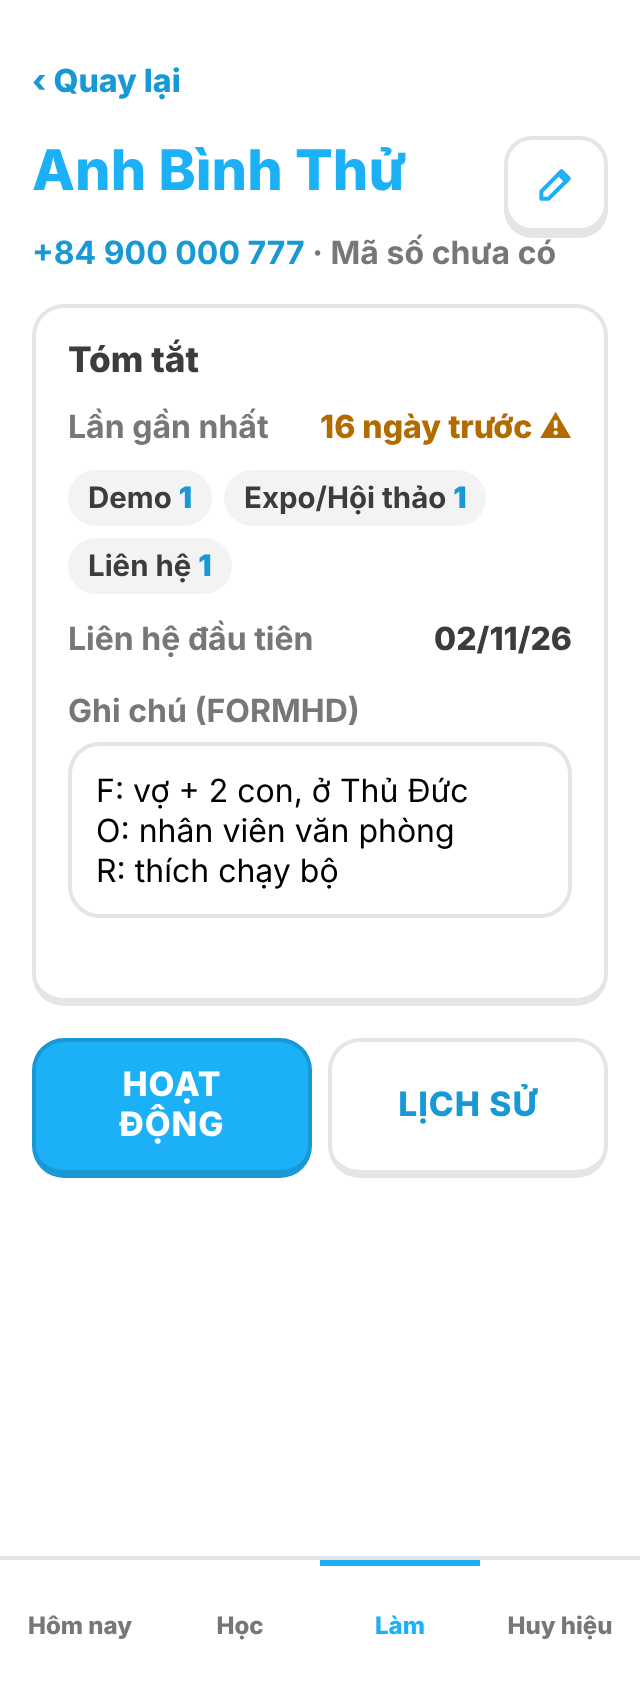 ‹ Quay lại
Anh Bình Thử
+84 900 000 777 · Mã số chưa có
Tóm tắt
Lần gần nhất 16 ngày trước ⚠
Demo 1 Expo/Hội thảo 1
Liên hệ 1
Liên hệ đầu tiên 02/11/26
Ghi chú (FORMHD)
F: vợ + 2 con, ở Thủ Đức
O: nhân viên văn phòng
R: thích chạy bộ
HOẠT
ĐỘNG
LỊCH SỬ
Hôm nay Học Làm Huy hiệu